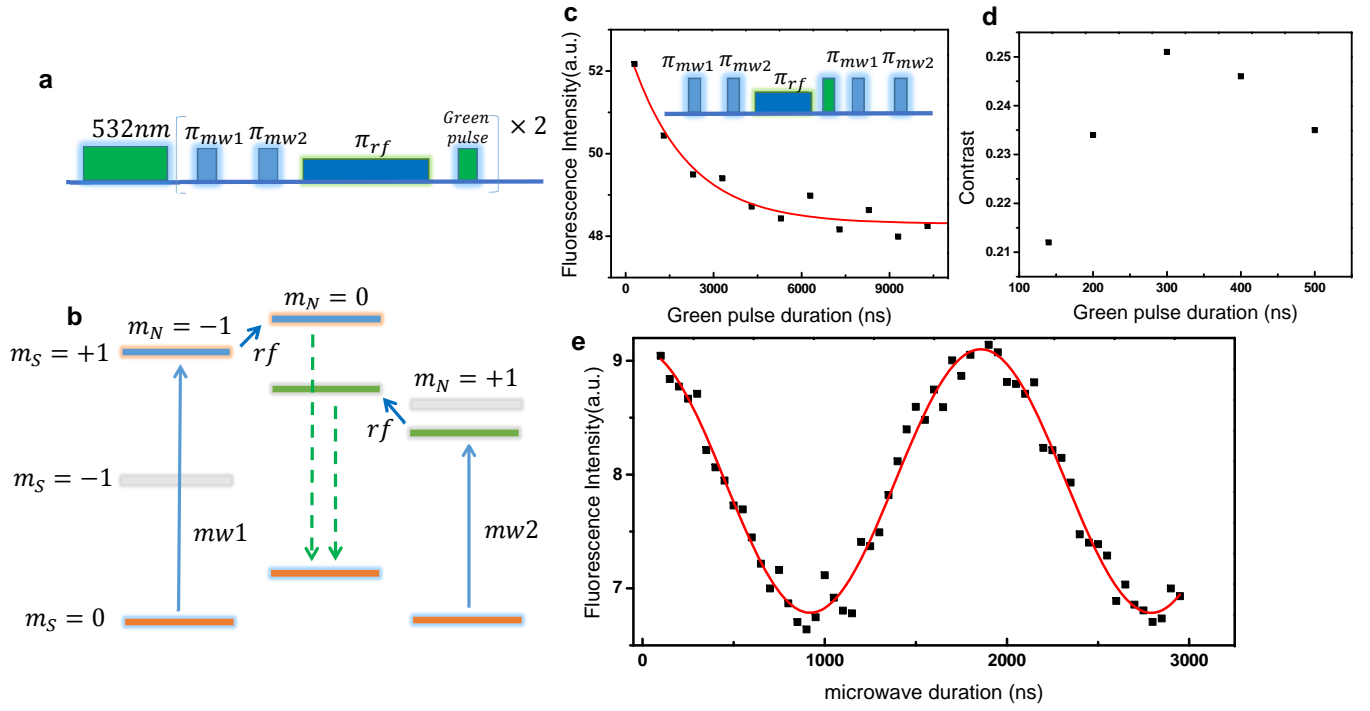 a
532nm
π_mw1
π_mw2
π_rf
Green
pulse
× 2
b
m_N = 0
m_N = −1
m_S = +1
rf
m_N = +1
rf
m_S = −1
mw1
mw2
m_S = 0
c
Fluorescence Intensity(a.u.)
52
50
48
π_mw1
π_mw2
π_rf
π_mw1
π_mw2
0 3000 6000 9000
Green pulse duration (ns)
d
Contrast
0.25
0.24
0.23
0.22
0.21
100 200 300 400 500
Green pulse duration (ns)
e
Fluorescence Intensity(a.u.)
9
8
7
0 1000 2000 3000
microwave duration (ns)